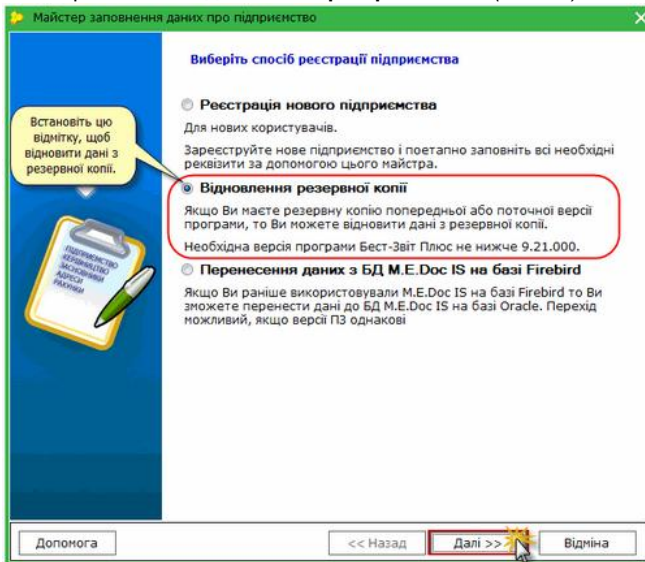 Майстер заповнення даних про підприємство
Виберіть спосіб реєстрації підприємства
Реєстрація нового підприємства
Для нових користувачів.
Зареєструйте нове підприємство і поетапно заповніть всі необхідні
реквізити за допомогою цього майстра.
Встановіть цю
відмітку, щоб
відновити дані з
резервної копії.
Відновлення резервної копії
Якщо Ви маєте резервну копію попередньої або поточної версії
програми, то Ви можете відновити дані з резервної копії.
Необхідна версія програми Бест-Звіт Плюс не нижче 9.21.000.
Перенесення даних з БД M.E.Doc IS на базі Firebird
Якщо Ви раніше використовували M.E.Doc IS на базі Firebird то Ви
зможете перенести дані до БД M.E.Doc IS на базі Oracle. Перехід
можливий, якщо версії ПЗ однакові
ПІДПРИЄМСТВО
КЕРІВНИЦТВО
ЗАСНОВНИКИ
АДРЕСИ
РАХУНКИ
Допомога
<< Назад
Далі >>
Відміна